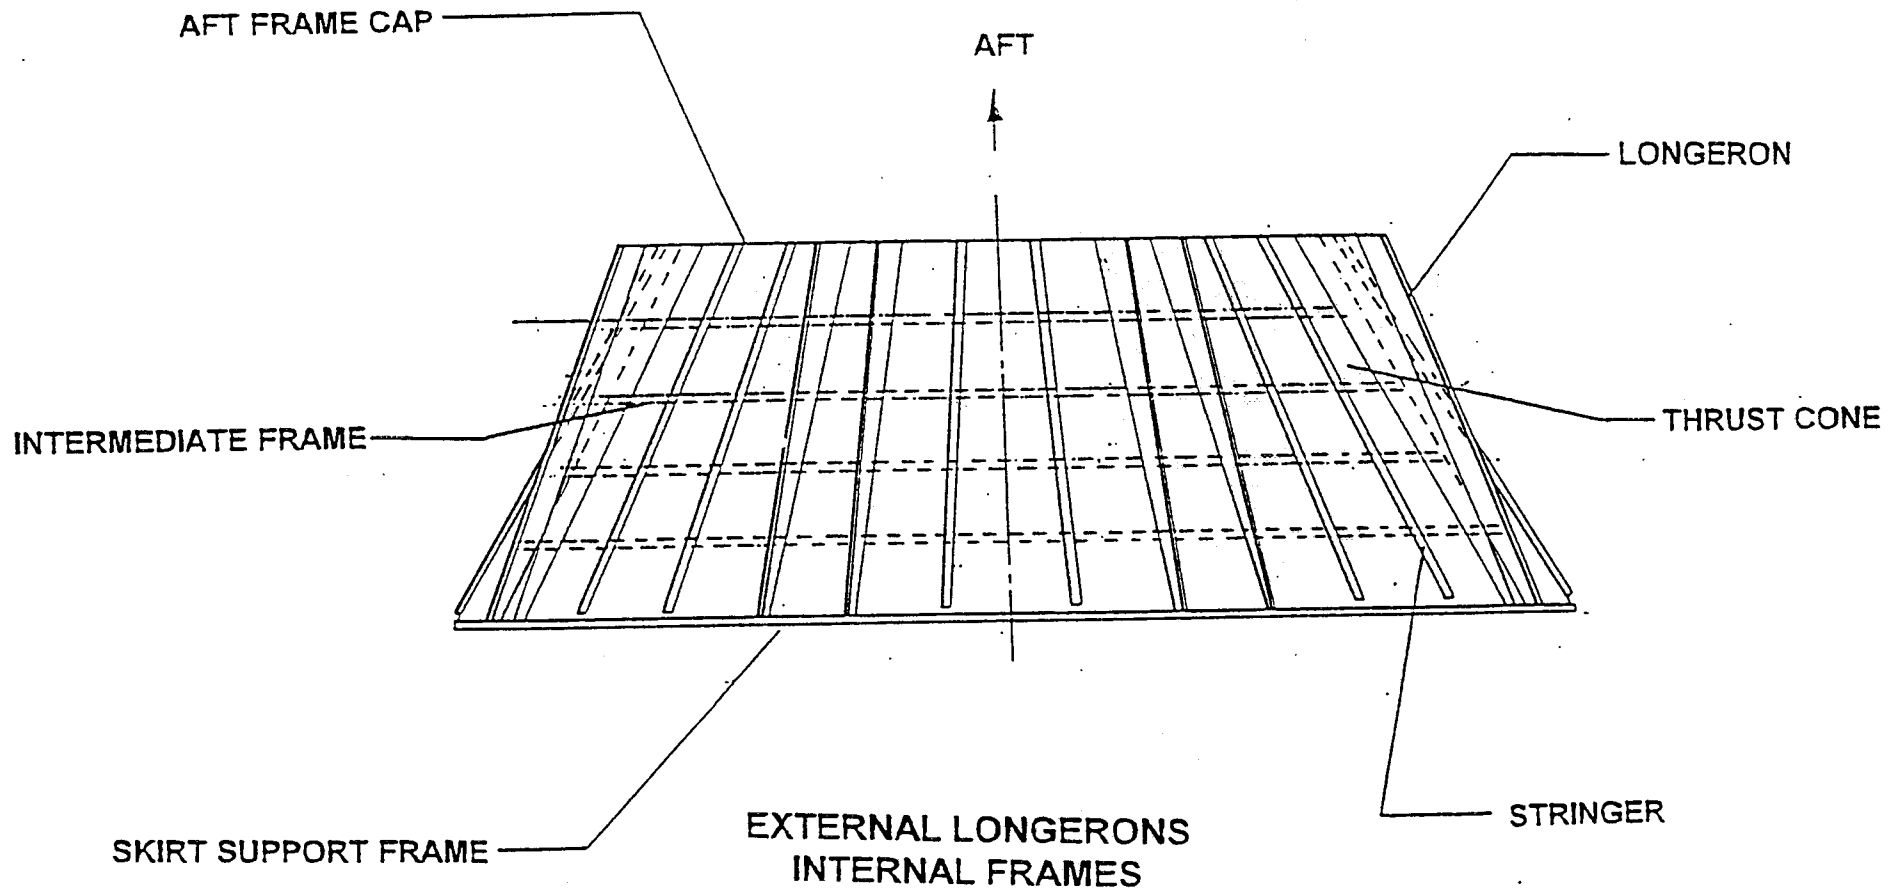 AFT FRAME CAP
AFT
LONGERON
THRUST CONE
INTERMEDIATE FRAME
STRINGER
SKIRT SUPPORT FRAME
EXTERNAL LONGERONS
INTERNAL FRAMES